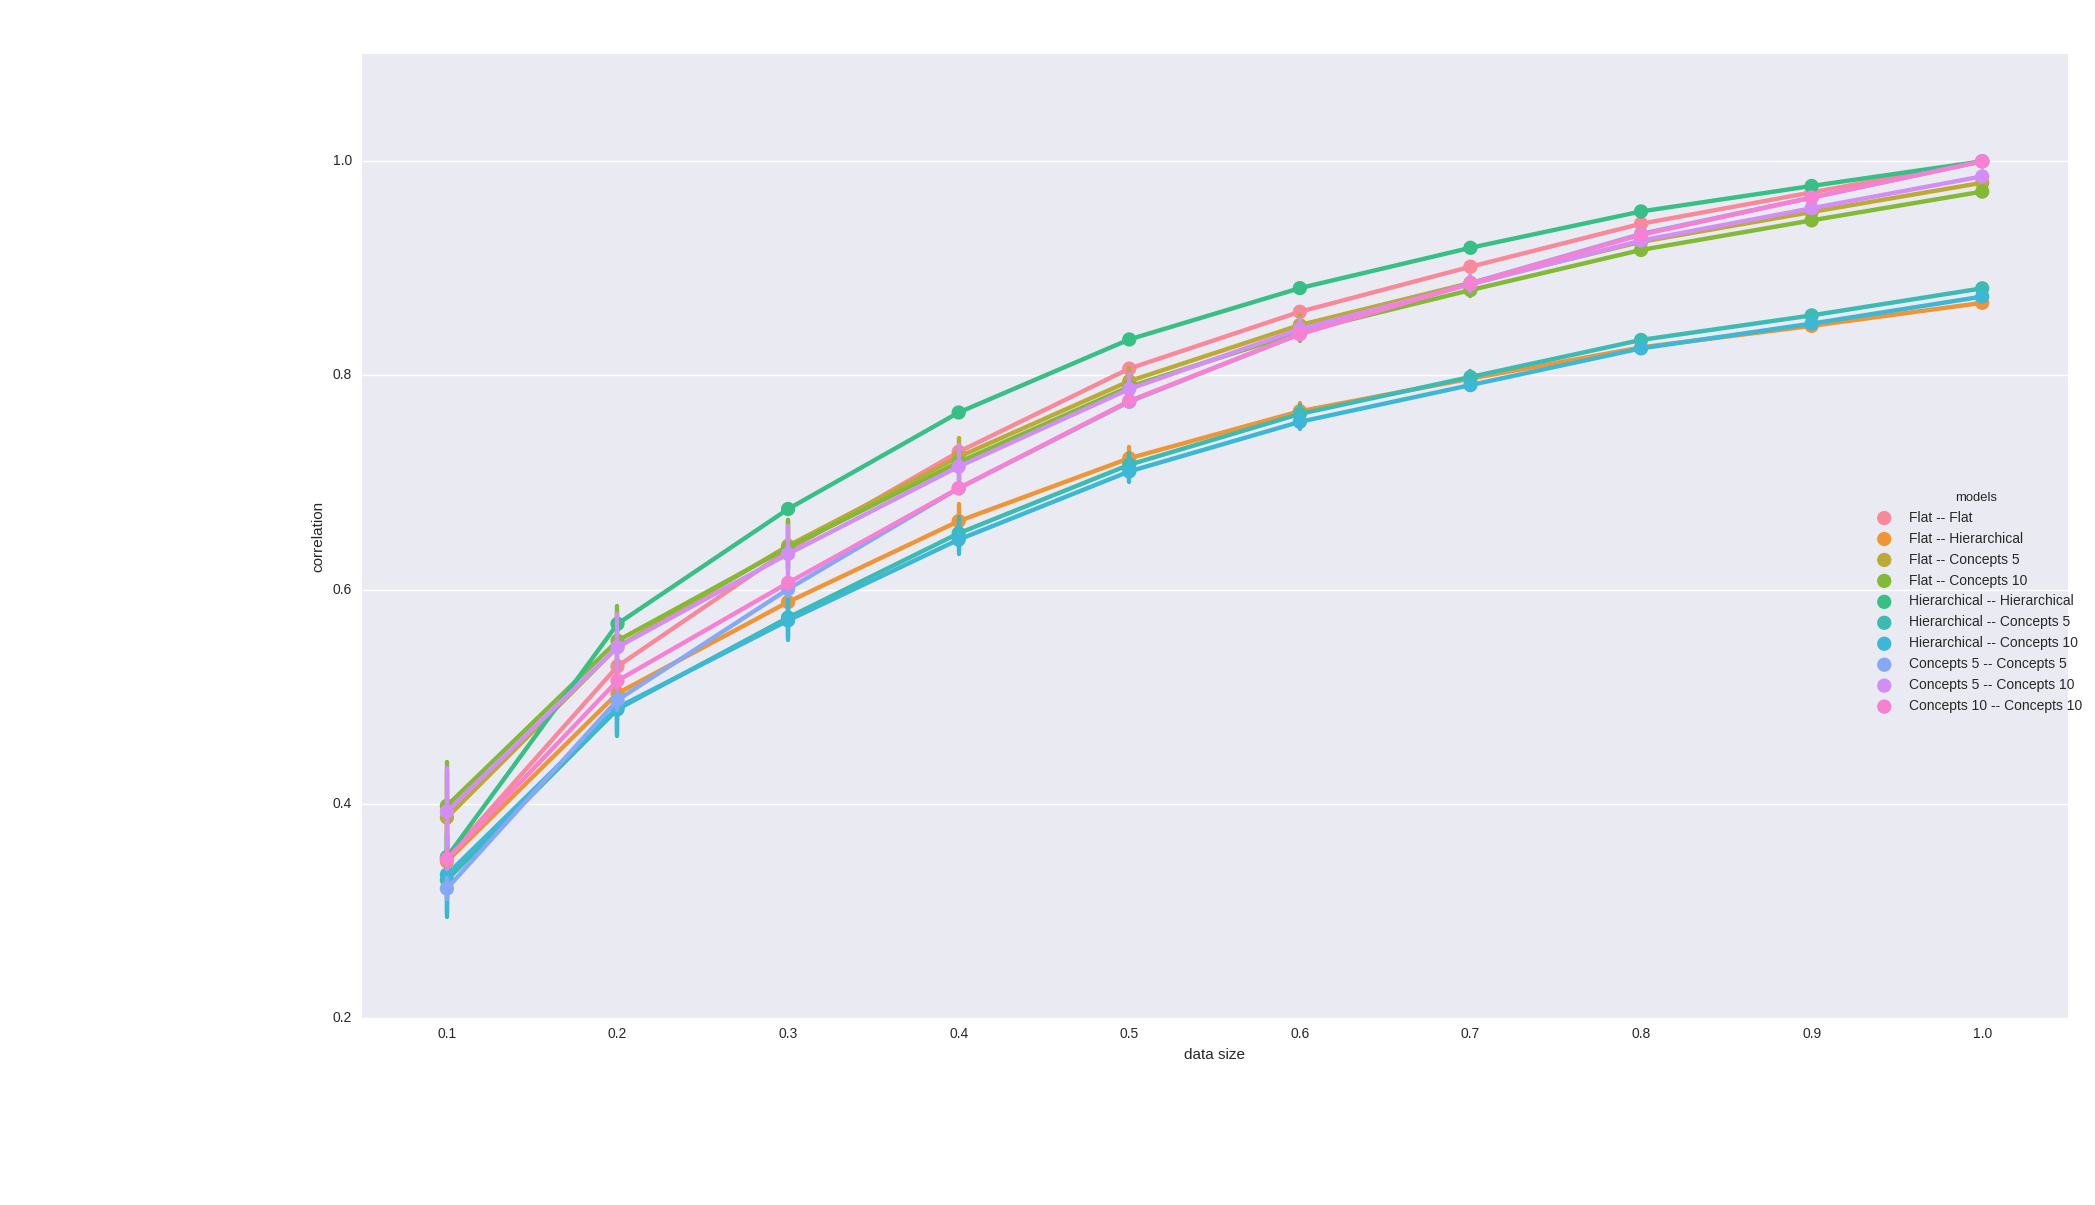 1.0
0.8
0.6
0.4
0.2
correlation
0.1 0.2 0.3 0.4 0.5 0.6 0.7 0.8 0.9 1.0
data size
models
Flat -- Flat
Flat -- Hierarchical
Flat -- Concepts 5
Flat -- Concepts 10
Hierarchical -- Hierarchical
Hierarchical -- Concepts 5
Hierarchical -- Concepts 10
Concepts 5 -- Concepts 5
Concepts 5 -- Concepts 10
Concepts 10 -- Concepts 10